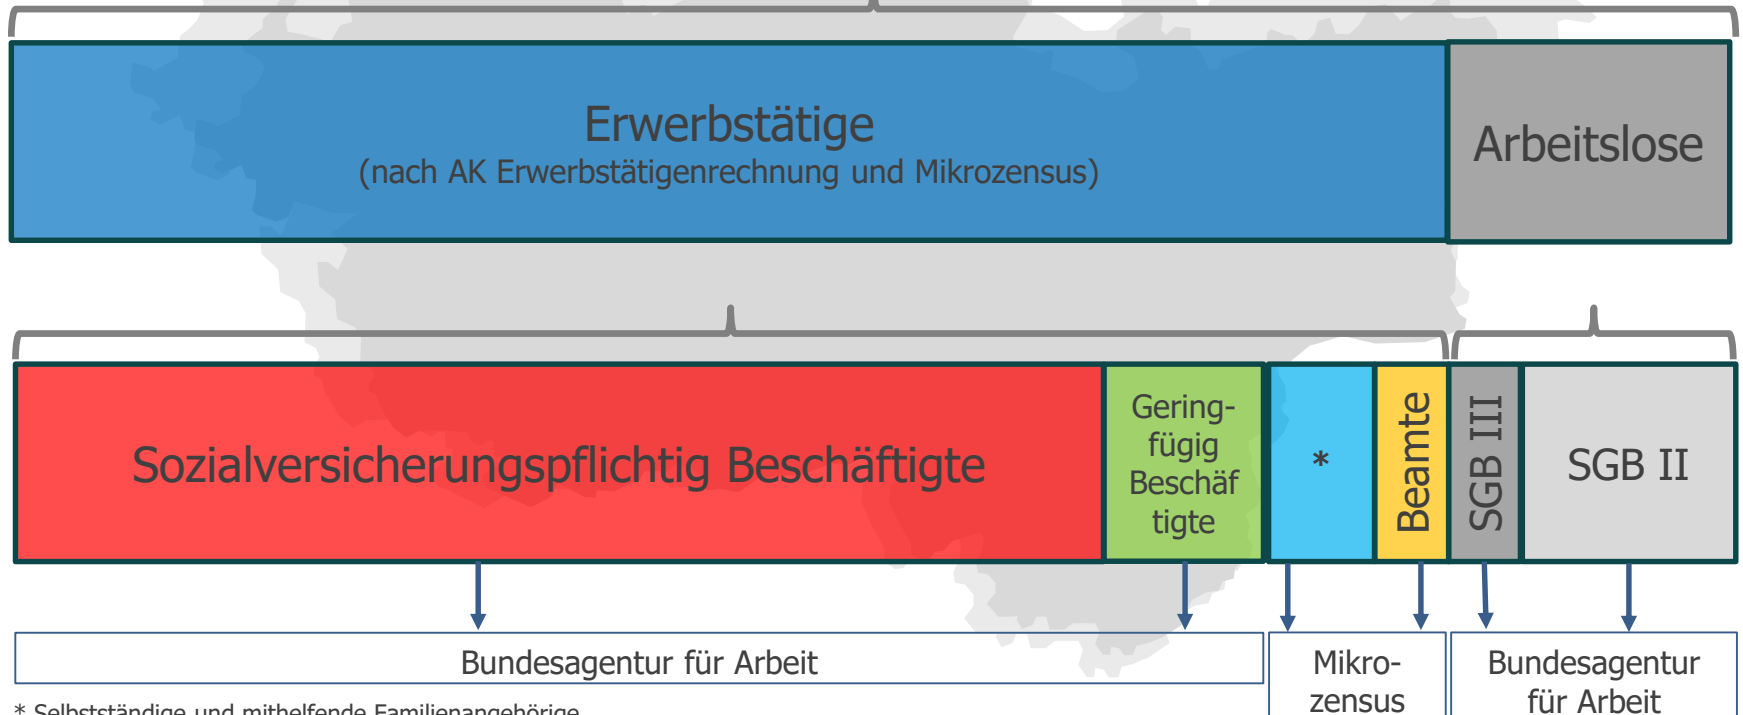 Erwerbstätige
(nach AK Erwerbstätigenrechnung und Mikrozensus)
Arbeitslose
Sozialversicherungspflichtig Beschäftigte
Gering-
fügig
Beschäf
tigte
*
Beamte
SGB III
SGB II
Bundesagentur für Arbeit
Mikro-
zensus
Bundesagentur
für Arbeit
* Selbstständige und mithelfende Familienangehörige